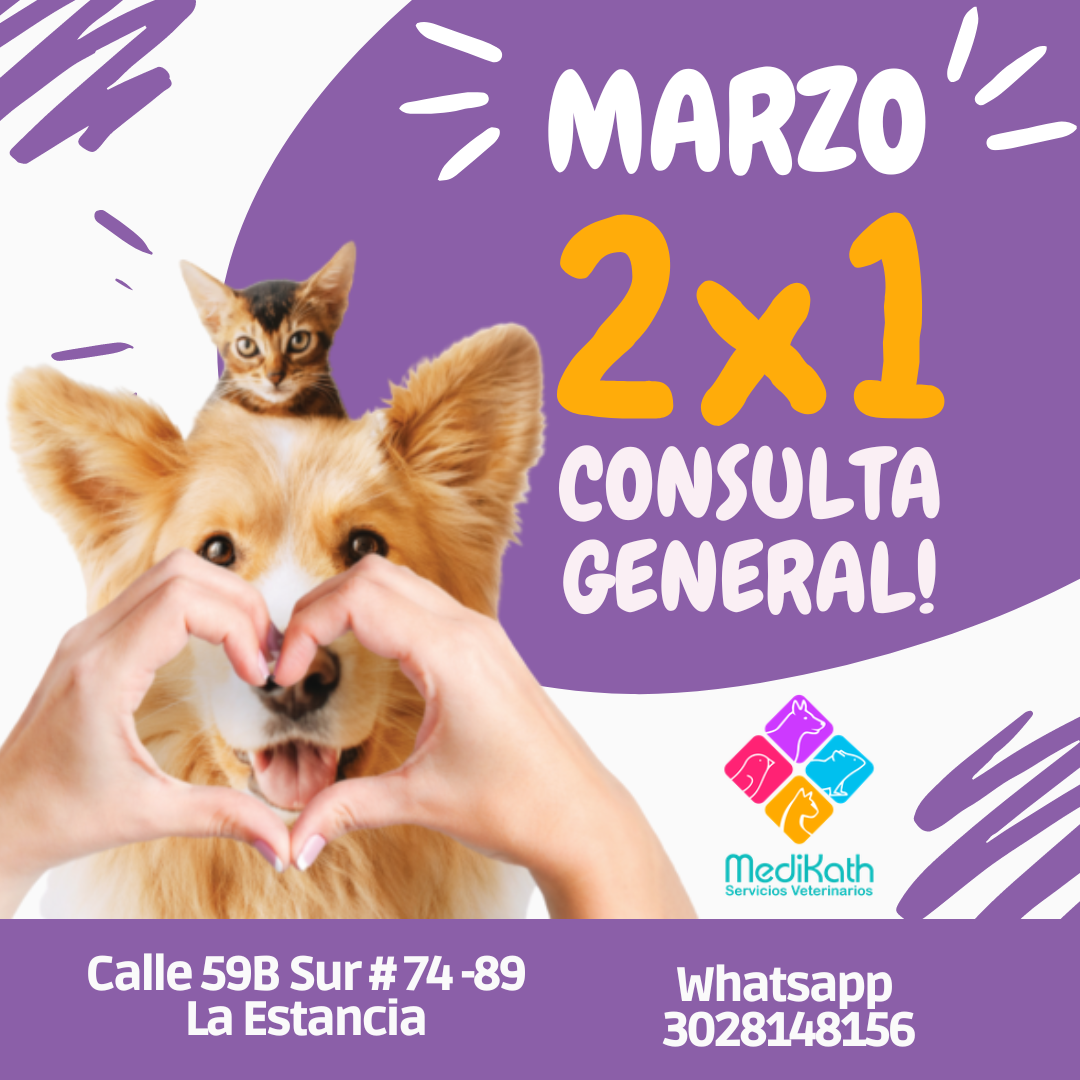 MARZO
2x1
CONSULTA
GENERAL!
MediKath
Servicios Veterinarios
Calle 59B Sur # 74 -89
La Estancia
Whatsapp
3028148156